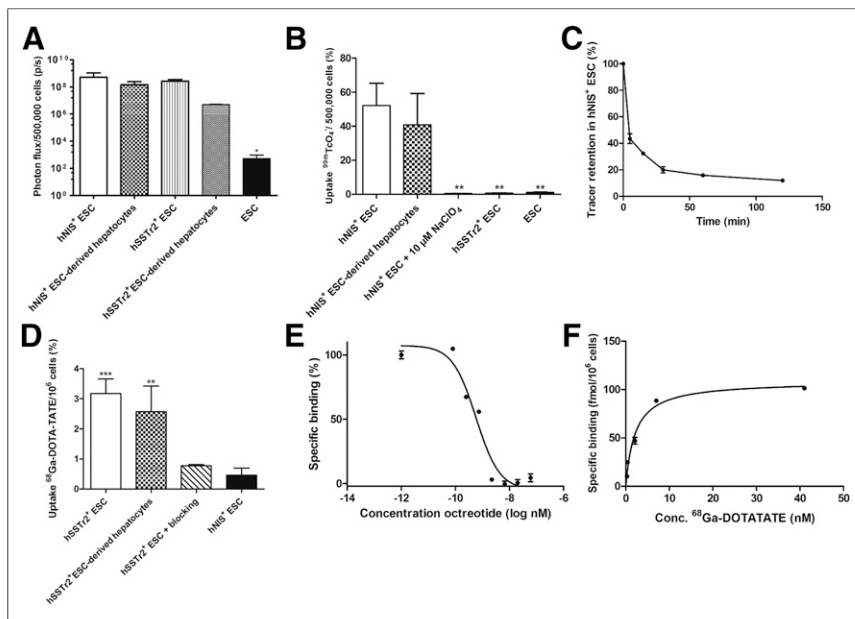 A
Photon flux/500,000 cells (p/s)
10^10
10^8
10^6
10^4
10^2
10^0
*
hNIS+ ESC
hNIS+ ESC-derived hepatocytes
hSSTr2+ ESC
hSSTr2+ESC-derived hepatocytes
ESC
B
Uptake 99mTcO4-/ 500,000 cells (%)
80
60
40
20
0
** ** **
hNIS+ ESC
hNIS+ ESC-derived hepatocytes
hNIS+ ESC + 10 µM NaClO4
hSSTr2+ ESC
ESC
C
Tracer retention in hNIS+ ESC (%)
100
80
60
40
20
0
0 50 100 150
Time (min)
D
Uptake 68Ga-DOTA-TATE/10^6 cells (%)
4
3
2
1
0
*** **
hSSTr2+ ESC
hSSTr2+ESC-derived hepatocytes
hSSTr2+ ESC + blocking
hNIS+ ESC
E
Specific binding (%)
100
50
0
-14 -12 -10 -8 -6
Concentration octreotide (log nM)
F
Specific binding (fmol/10^6 cells)
150
100
50
0
0 10 20 30 40 50
Conc. 68Ga-DOTATATE (nM)